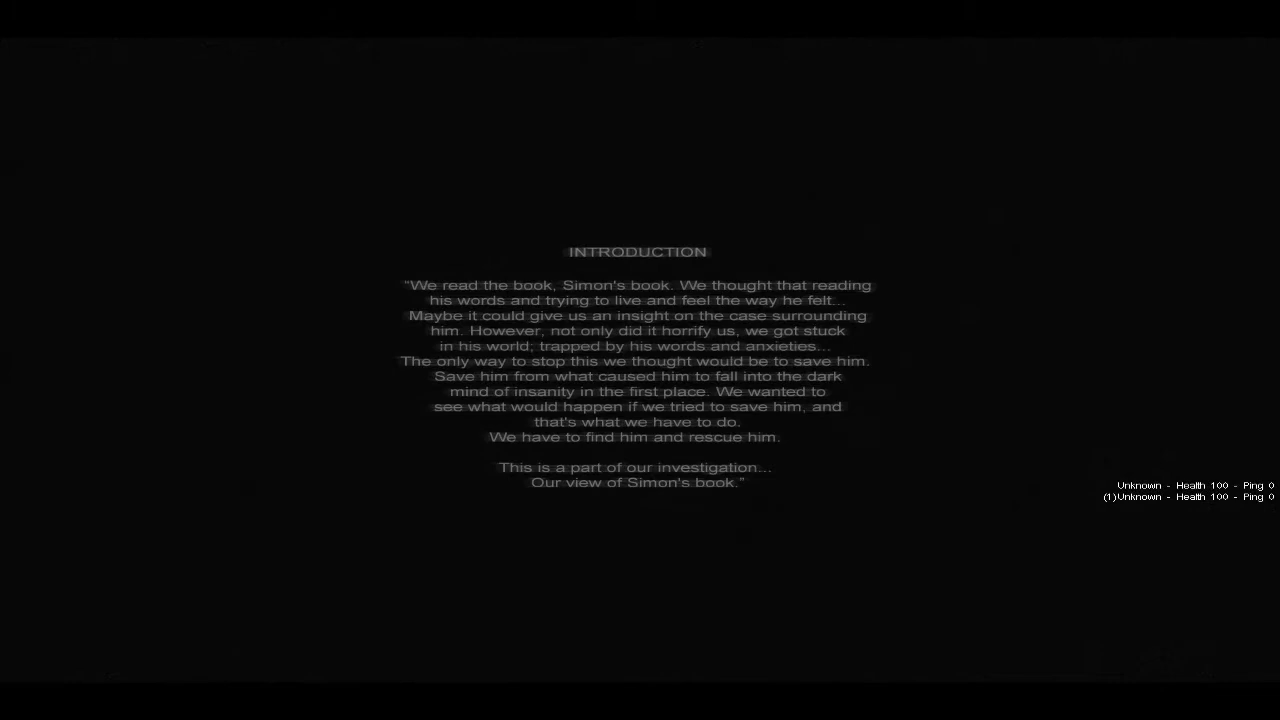 INTRODUCTION
“We read the book, Simon's book. We thought that reading
his words and trying to live and feel the way he felt...
Maybe it could give us an insight on the case surrounding
him. However, not only did it horrify us, we got stuck
in his world; trapped by his words and anxieties...
The only way to stop this we thought would be to save him.
Save him from what caused him to fall into the dark
mind of insanity in the first place. We wanted to
see what would happen if we tried to save him, and
that's what we have to do.
We have to find him and rescue him.
This is a part of our investigation...
Our view of Simon's book.”
Unknown - Health 100 - Ping 0
(1)Unknown - Health 100 - Ping 0